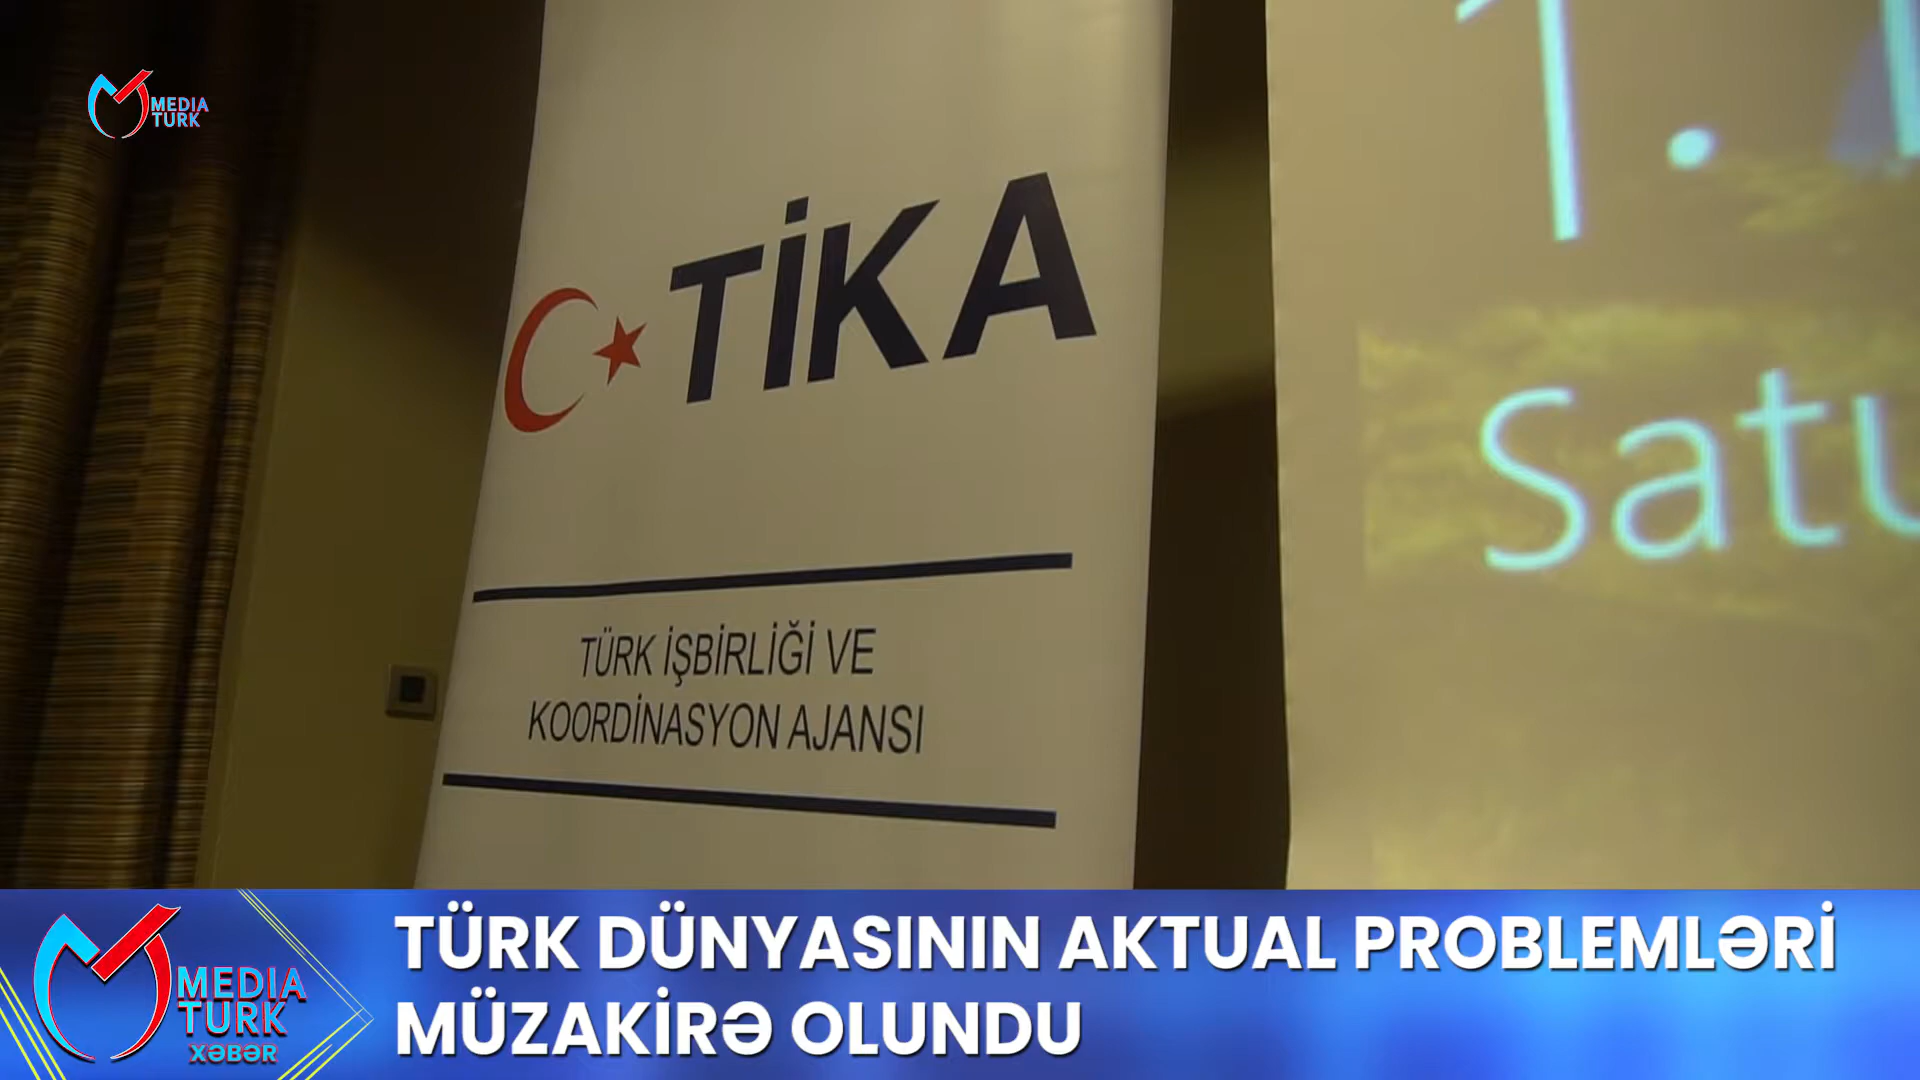 MEDIA
TURK
TİKA
TÜRK İŞBİRLİĞİ VE
KOORDİNASYON AJANSI
1.
Satu
TÜRK DÜNYASININ AKTUAL PROBLEMLƏRİ
MÜZAKİRƏ OLUNDU
MEDIA
TURK
XƏBƏR